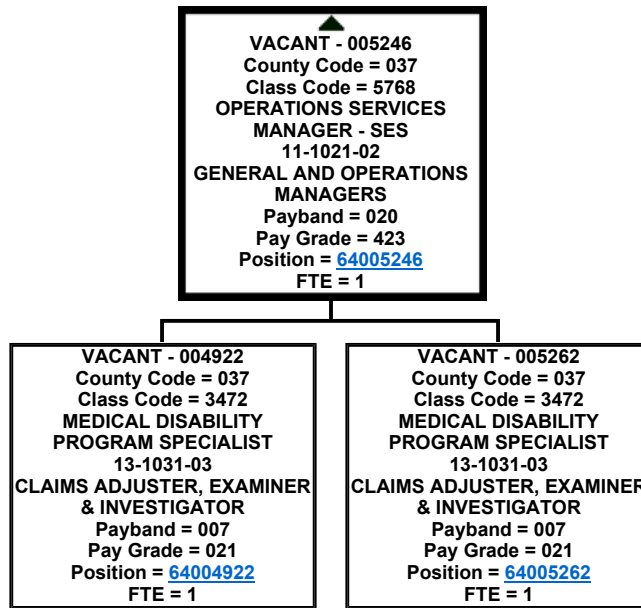 VACANT - 005246
County Code = 037
Class Code = 5768
OPERATIONS SERVICES
MANAGER - SES
11-1021-02
GENERAL AND OPERATIONS
MANAGERS
Payband = 020
Pay Grade = 423
Position = 64005246
FTE = 1
VACANT - 004922
County Code = 037
Class Code = 3472
MEDICAL DISABILITY
PROGRAM SPECIALIST
13-1031-03
CLAIMS ADJUSTER, EXAMINER
& INVESTIGATOR
Payband = 007
Pay Grade = 021
Position = 64004922
FTE = 1
VACANT - 005262
County Code = 037
Class Code = 3472
MEDICAL DISABILITY
PROGRAM SPECIALIST
13-1031-03
CLAIMS ADJUSTER, EXAMINER
& INVESTIGATOR
Payband = 007
Pay Grade = 021
Position = 64005262
FTE = 1